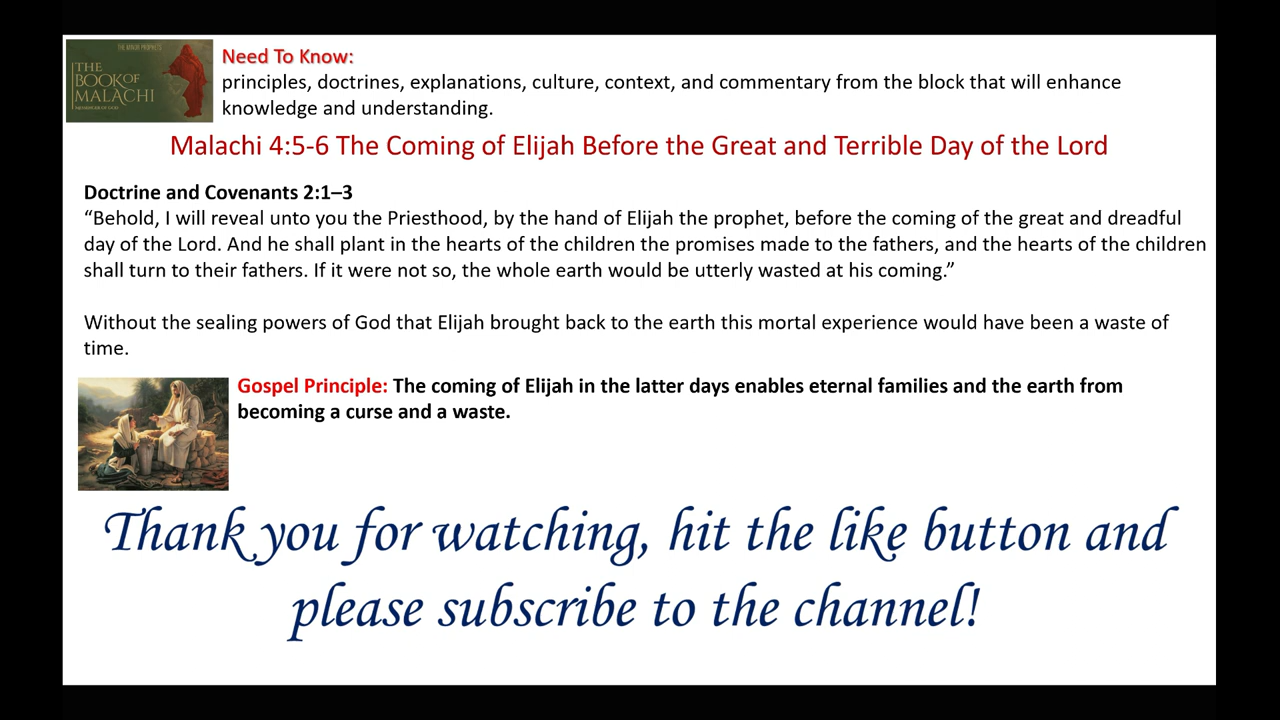 THE MINOR PROPHETS
THE
BOOK OF
MALACHI
Need To Know:
principles, doctrines, explanations, culture, context, and commentary from the block that will enhance
knowledge and understanding.
Malachi 4:5-6 The Coming of Elijah Before the Great and Terrible Day of the Lord
Doctrine and Covenants 2:1–3
“Behold, I will reveal unto you the Priesthood, by the hand of Elijah the prophet, before the coming of the great and dreadful
day of the Lord. And he shall plant in the hearts of the children the promises made to the fathers, and the hearts of the children
shall turn to their fathers. If it were not so, the whole earth would be utterly wasted at his coming.”
Without the sealing powers of God that Elijah brought back to the earth this mortal experience would have been a waste of
time.
Gospel Principle: The coming of Elijah in the latter days enables eternal families and the earth from
becoming a curse and a waste.
Thank you for watching, hit the like button and
please subscribe to the channel!